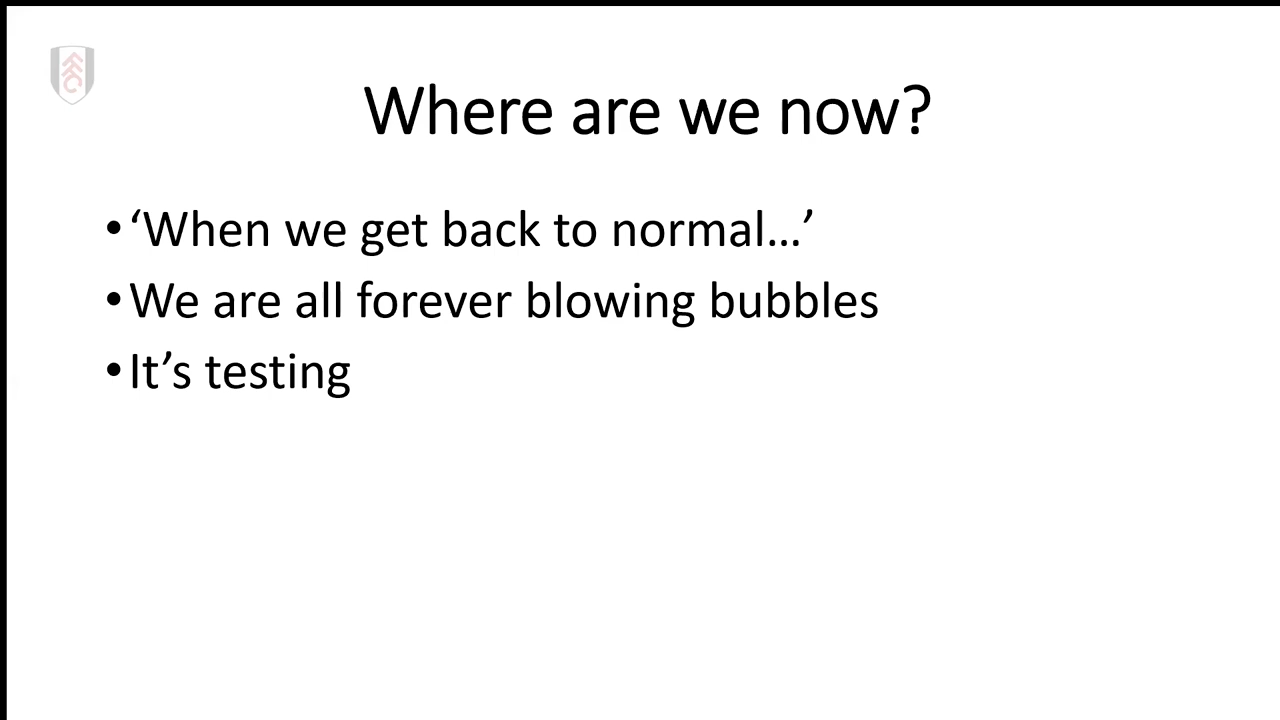 Where are we now?
• ‘When we get back to normal…’
• We are all forever blowing bubbles
• It’s testing